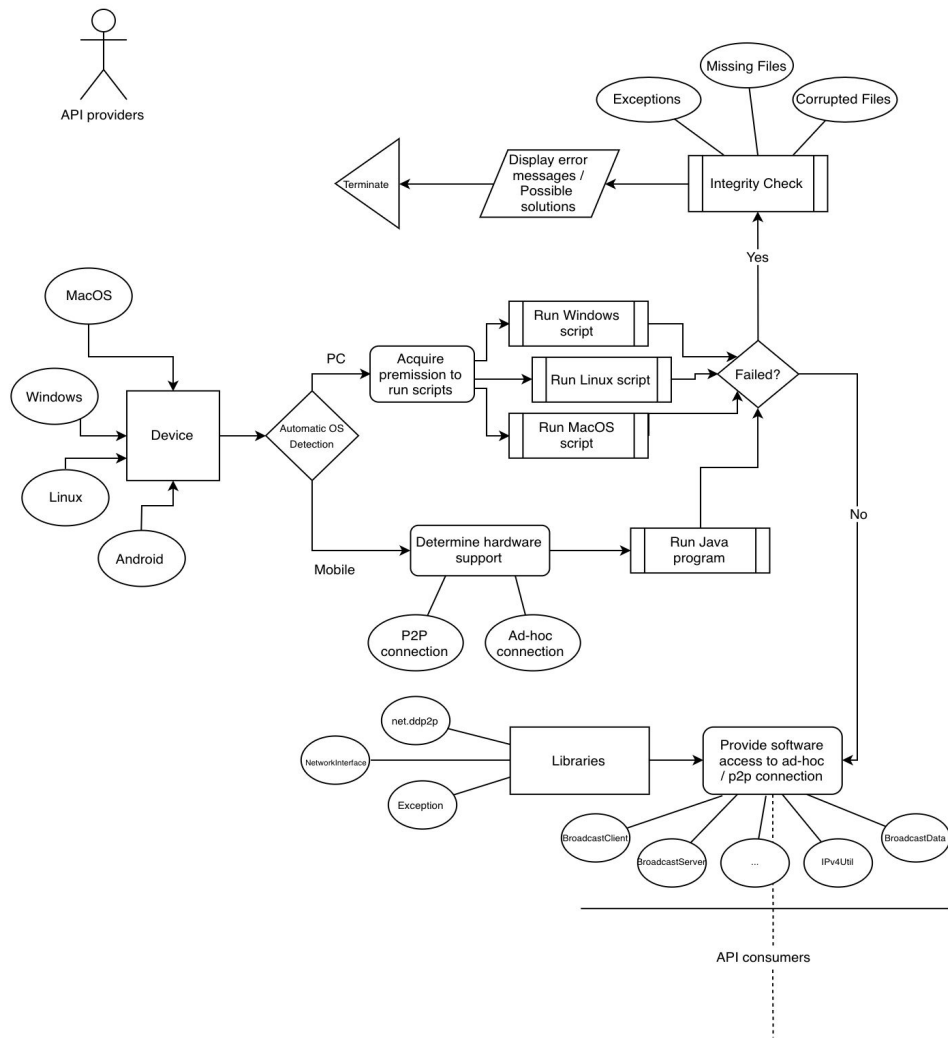 API providers
Missing Files
Exceptions
Corrupted Files
Terminate
Display error
messages /
Possible
solutions
Integrity Check
Yes
MacOS
Windows
Linux
Android
Device
Automatic OS
Detection
PC
Mobile
Acquire
premission to
run scripts
Run Windows
script
Run Linux script
Run MacOS
script
Failed?
No
Determine hardware
support
Run Java
program
P2P
connection
Ad-hoc
connection
net.ddp2p
NetworkInterface
Exception
Libraries
Provide software
access to ad-hoc
/ p2p connection
BroadcastClient
BroadcastServer
...
IPv4Util
BroadcastData
API consumers